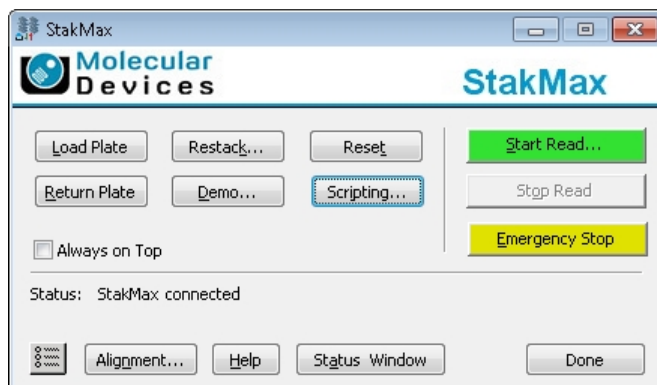 StakMax
Molecular
Devices
StakMax
Load Plate Restack... Reset Start Read...
Return Plate Demo... Scripting... Stop Read
Always on Top Emergency Stop
Status: StakMax connected
Alignment... Help Status Window Done